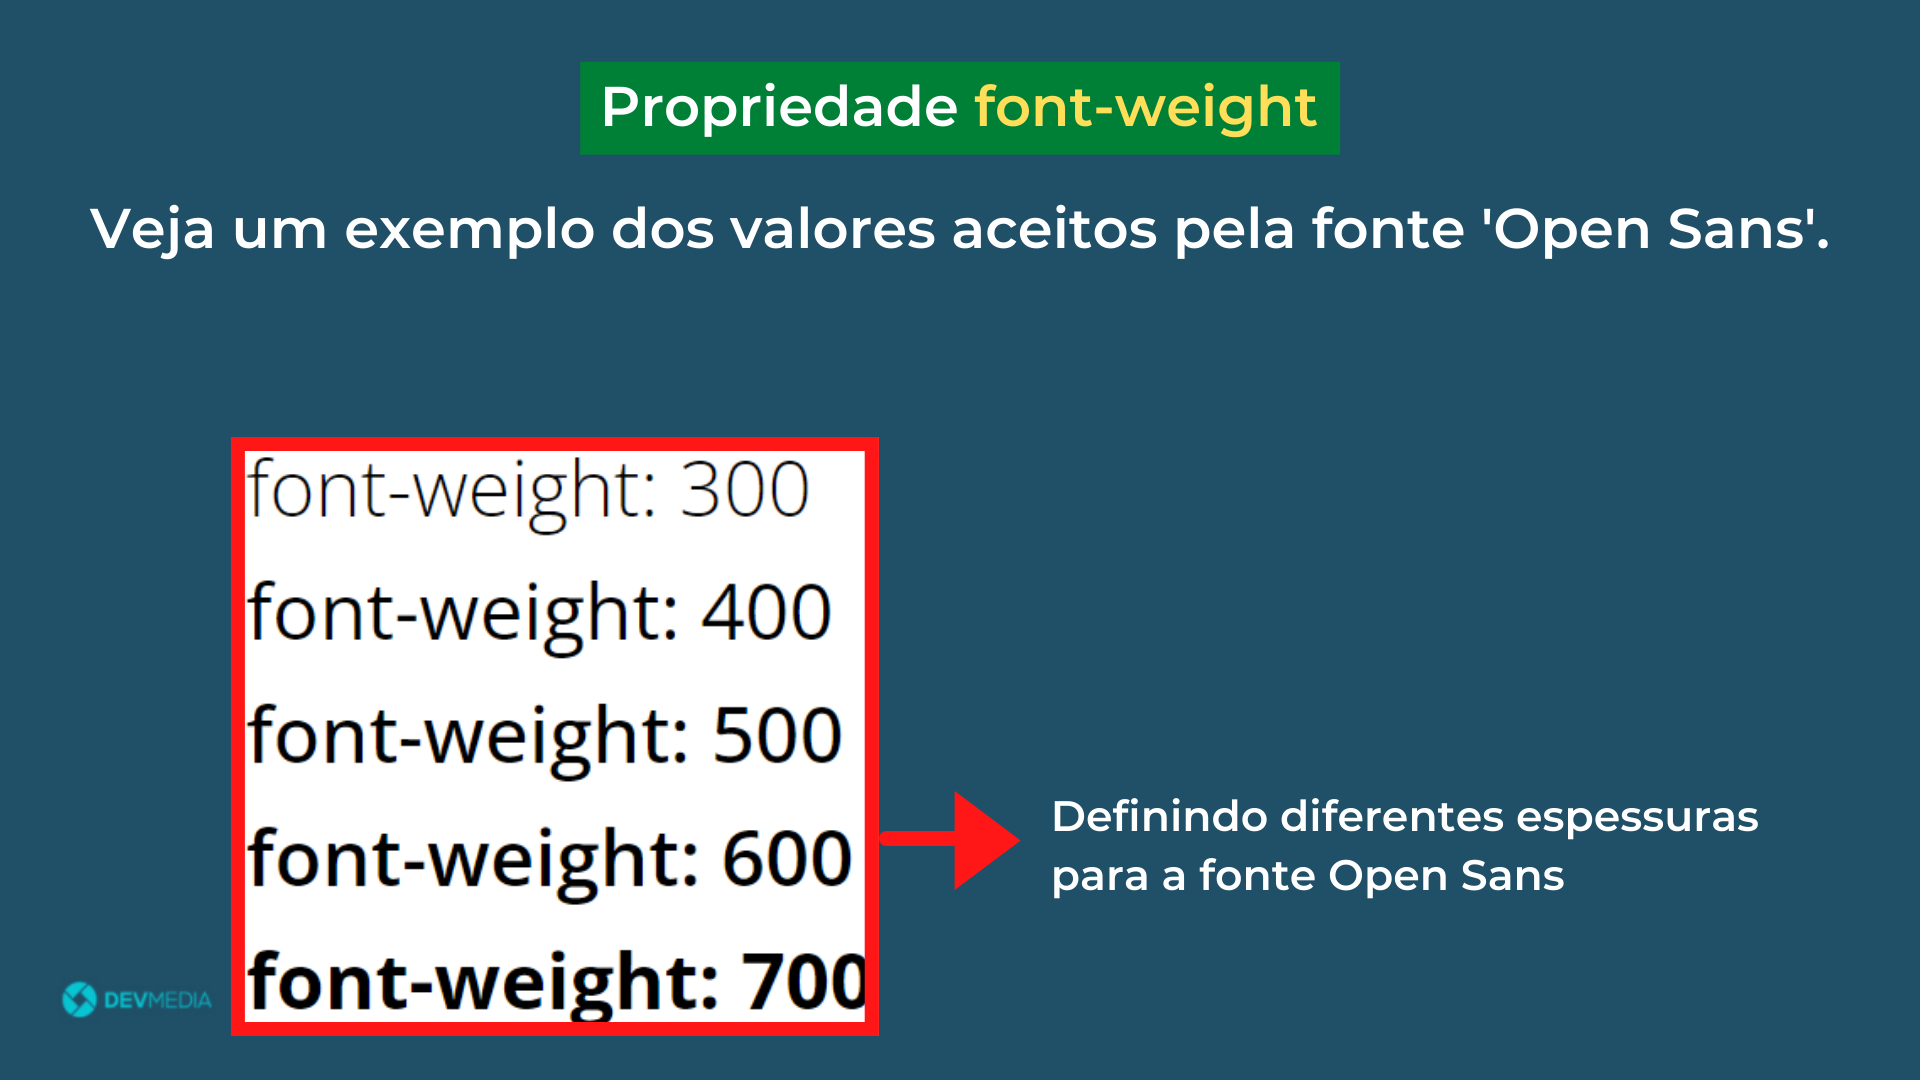 Propriedade font-weight
Veja um exemplo dos valores aceitos pela fonte 'Open Sans'.
font-weight: 300
font-weight: 400
font-weight: 500
font-weight: 600
font-weight: 700
Definindo diferentes espessuras
para a fonte Open Sans
DEVMEDIA